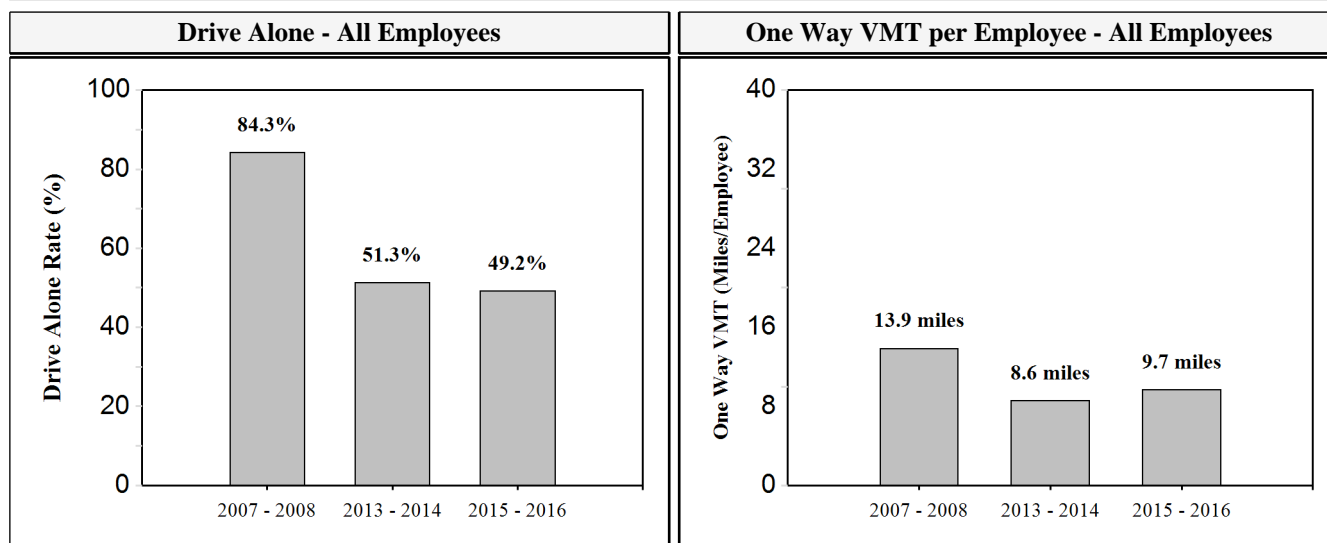 Drive Alone - All Employees
Drive Alone Rate (%)
100
80
60
40
20
0
84.3%
51.3%
49.2%
2007 - 2008
2013 - 2014
2015 - 2016
One Way VMT per Employee - All Employees
One Way VMT (Miles/Employee)
40
32
24
16
8
0
13.9 miles
8.6 miles
9.7 miles
2007 - 2008
2013 - 2014
2015 - 2016